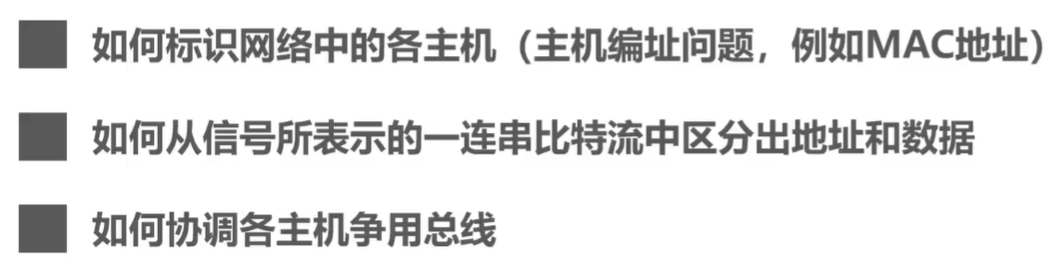 如何标识网络中的各主机（主机编址问题，例如MAC地址）
如何从信号所表示的一连串比特流中区分出地址和数据
如何协调各主机争用总线